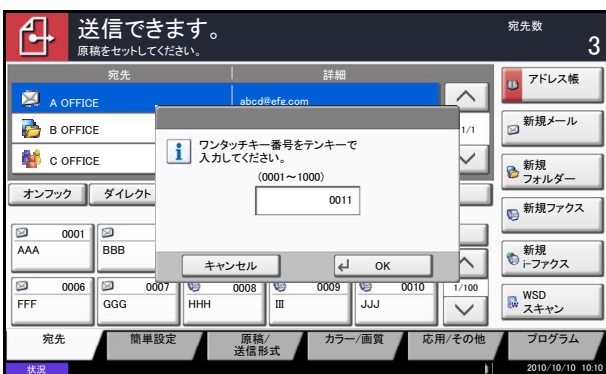 送信できます。
原稿をセットしてください。
宛先数
3
宛先
詳細
A OFFICE
abcd@efg.com
B OFFICE
C OFFICE
1/1
ワンタッチキー番号をテンキーで
入力してください。
(0001～1000)
0011
キャンセル
OK
オンフック
ダイレクト
0001
AAA
BBB
0006
FFF
0007
GGG
0008
HHH
0009
III
0010
JJJ
1/100
アドレス帳
新規メール
新規
フォルダー
新規ファクス
新規
i-ファクス
WSD
スキャン
宛先
簡単設定
原稿/
送信形式
カラー/画質
応用/その他
プログラム
状況
2010/10/10 10:10